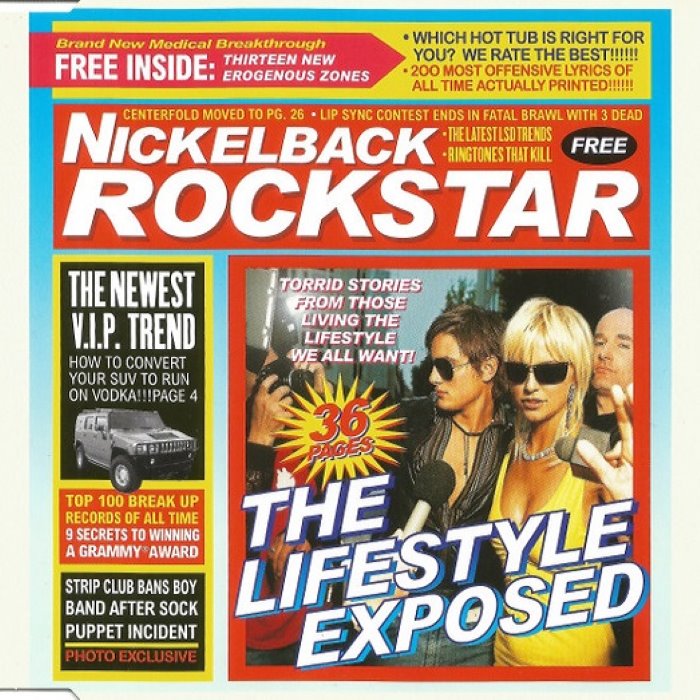 Brand New Medical Breakthrough
FREE INSIDE: THIRTEEN NEW
EROGENOUS ZONES
• WHICH HOT TUB IS RIGHT FOR
YOU? WE RATE THE BEST!!!!!!
• 200 MOST OFFENSIVE LYRICS OF
ALL TIME ACTUALLY PRINTED!!!!!!
CENTERFOLD MOVED TO PG. 26 • LIP SYNC CONTEST ENDS IN FATAL BRAWL WITH 3 DEAD
NICKELBACK
• THE LATEST LSD TRENDS
• RINGTONES THAT KILL
FREE
ROCKSTAR
THE NEWEST
V.I.P. TREND
HOW TO CONVERT
YOUR SUV TO RUN
ON VODKA!!!PAGE 4
TOP 100 BREAK UP
RECORDS OF ALL TIME
9 SECRETS TO WINNING
A GRAMMY® AWARD
STRIP CLUB BANS BOY
BAND AFTER SOCK
PUPPET INCIDENT
PHOTO EXCLUSIVE
TORRID STORIES
FROM THOSE
LIVING THE
LIFESTYLE
WE ALL WANT!
36
PAGES
THE
LIFESTYLE
EXPOSED